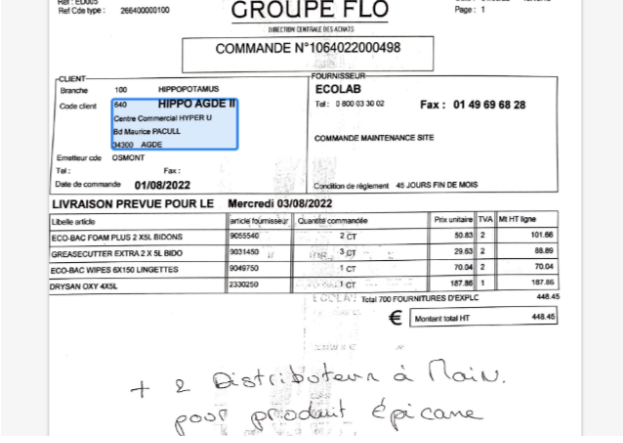 Ref : ED005
Ref Cde type : 266400000100
GROUPE FLO
Page : 1
DIRECTION CENTRALE DES ACHATS
COMMANDE N°1064022000498
CLIENT
FOURNISSEUR
Branche 100 HIPPOPOTAMUS
ECOLAB
Code client 640 HIPPO AGDE II
Tel : 0 800 03 30 02 Fax : 01 49 69 68 28
Centre Commercial HYPER U
Bd Maurice PACULL
34300 AGDE
COMMANDE MAINTENANCE SITE
Emetteur cde OSMONT
Tel : Fax :
Date de commande 01/08/2022
Condition de règlement 45 JOURS FIN DE MOIS
LIVRAISON PREVUE POUR LE Mercredi 03/08/2022
Libelle article article fournisseur Quantité commandée Prix unitaire TVA Mt HT ligne
ECO-BAC FOAM PLUS 2 X5L BIDONS 9055540 2 CT 50.83 2 101.66
GREASECUTTER EXTRA 2 X 5L BIDO 9031450 3 CT 29.63 2 88.89
ECO-BAC WIPES 6X150 LINGETTES 9049750 1 CT 70.04 2 70.04
DRYSAN OXY 4X5L 2330250 1 CT 187.86 1 187.86
Total 700 FOURNITURES D'EXPLC 448.45
€ Montant total HT 448.45
+ 2 Distributeur à Main.
pour produit épicane